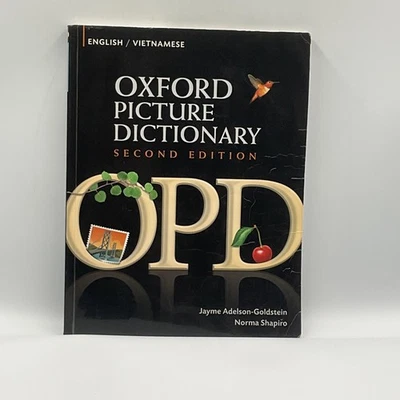 ENGLISH / VIETNAMESE
OXFORD
PICTURE
DICTIONARY
SECOND EDITION
OPD
Jayme Adelson-Goldstein
Norma Shapiro